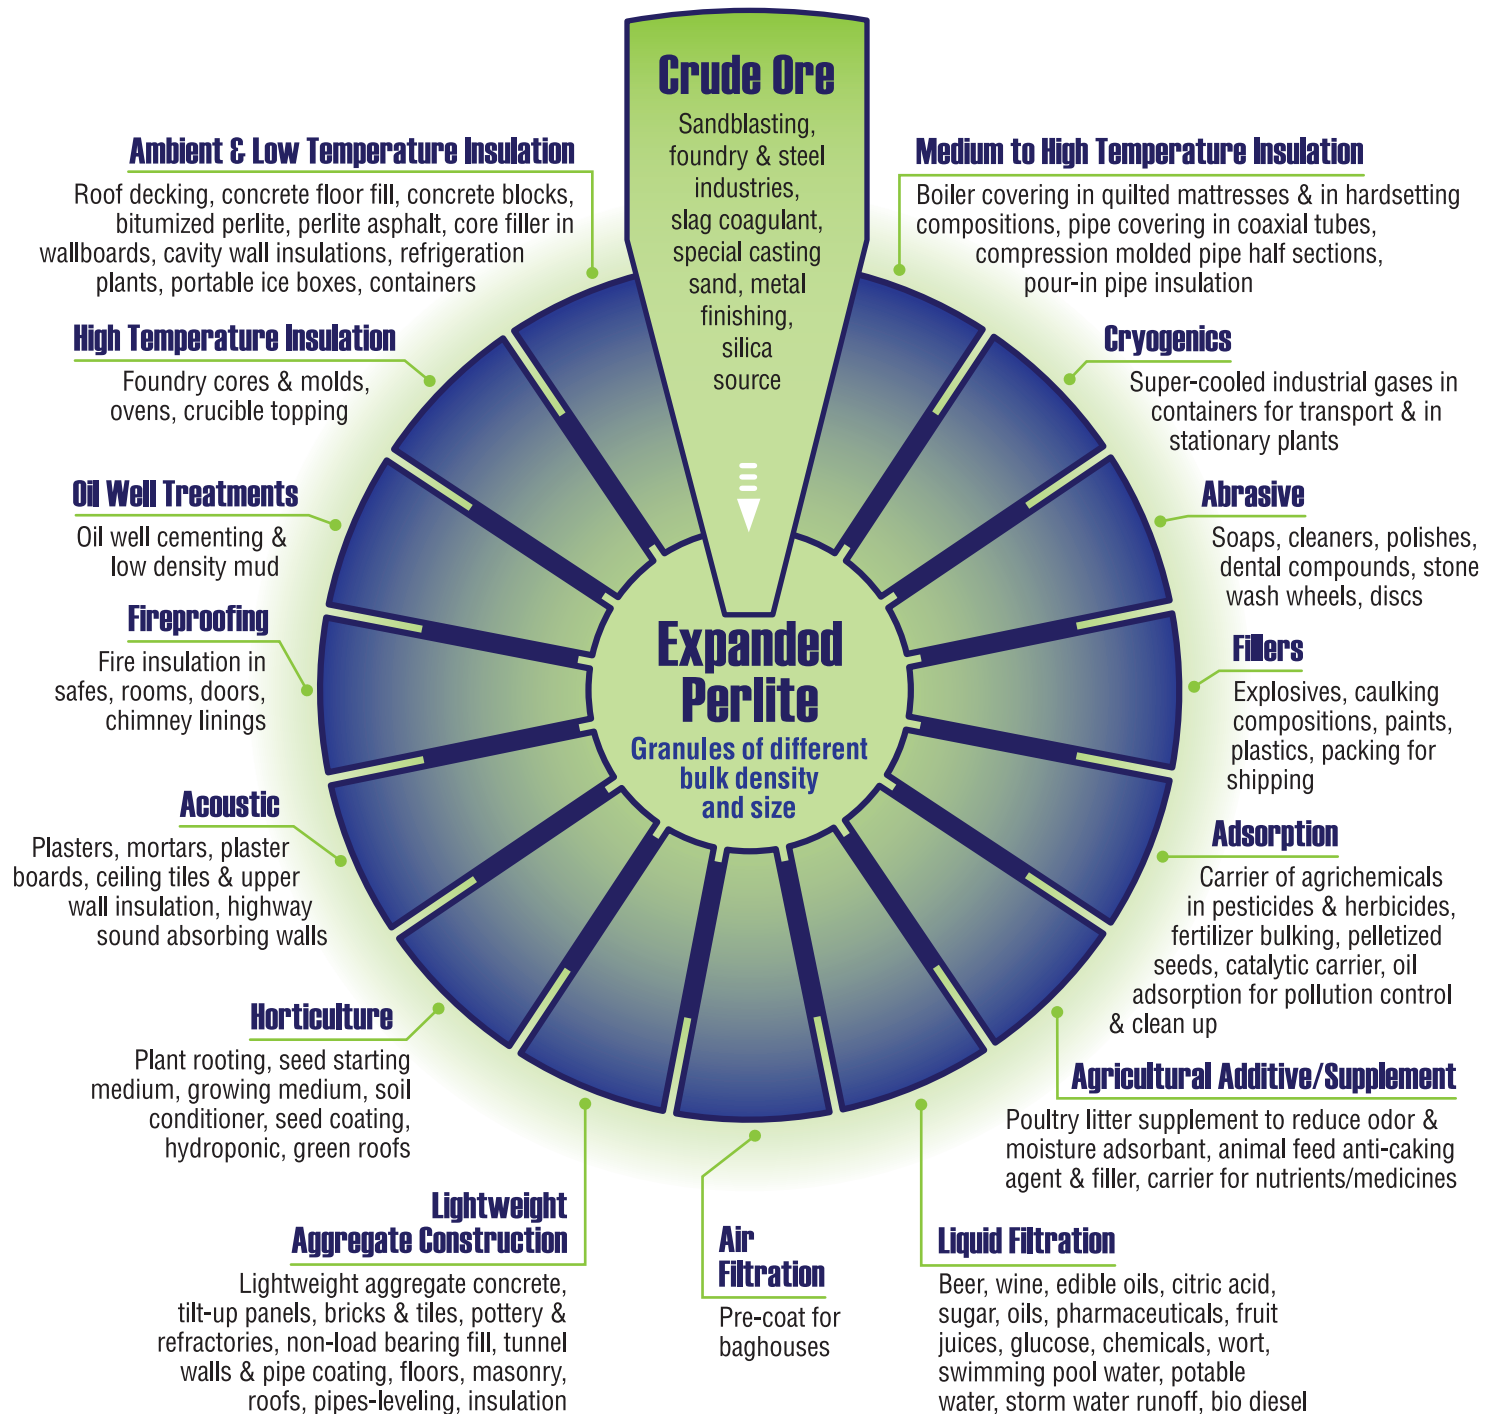 Crude Ore
Sandblasting,
foundry & steel
industries,
slag coagulant,
special casting
sand, metal
finishing,
silica
source
Expanded
Perlite
Granules of different
bulk density
and size
Medium to High Temperature Insulation
Boiler covering in quilted mattresses & in hardsetting
compositions, pipe covering in coaxial tubes,
compression molded pipe half sections,
pour-in pipe insulation
Cryogenics
Super-cooled industrial gases in
containers for transport & in
stationary plants
Abrasive
Soaps, cleaners, polishes,
dental compounds, stone
wash wheels, discs
Fillers
Explosives, caulking
compositions, paints,
plastics, packing for
shipping
Adsorption
Carrier of agrichemicals
in pesticides & herbicides,
fertilizer bulking, pelletized
seeds, catalytic carrier, oil
adsorption for pollution control
& clean up
Agricultural Additive/Supplement
Poultry litter supplement to reduce odor &
moisture adsorbant, animal feed anti-caking
agent & filler, carrier for nutrients/medicines
Liquid Filtration
Beer, wine, edible oils, citric acid,
sugar, oils, pharmaceuticals, fruit
juices, glucose, chemicals, wort,
swimming pool water, potable
water, storm water runoff, bio diesel
Air
Filtration
Pre-coat for
baghouses
Lightweight
Aggregate Construction
Lightweight aggregate concrete,
tilt-up panels, bricks & tiles, pottery &
refractories, non-load bearing fill, tunnel
walls & pipe coating, floors, masonry,
roofs, pipes-leveling, insulation
Horticulture
Plant rooting, seed starting
medium, growing medium, soil
conditioner, seed coating,
hydroponic, green roofs
Acoustic
Plasters, mortars, plaster
boards, ceiling tiles & upper
wall insulation, highway
sound absorbing walls
Fireproofing
Fire insulation in
safes, rooms, doors,
chimney linings
Oil Well Treatments
Oil well cementing &
low density mud
High Temperature Insulation
Foundry cores & molds,
ovens, crucible topping
Ambient & Low Temperature Insulation
Roof decking, concrete floor fill, concrete blocks,
bitumized perlite, perlite asphalt, core filler in
wallboards, cavity wall insulations, refrigeration
plants, portable ice boxes, containers